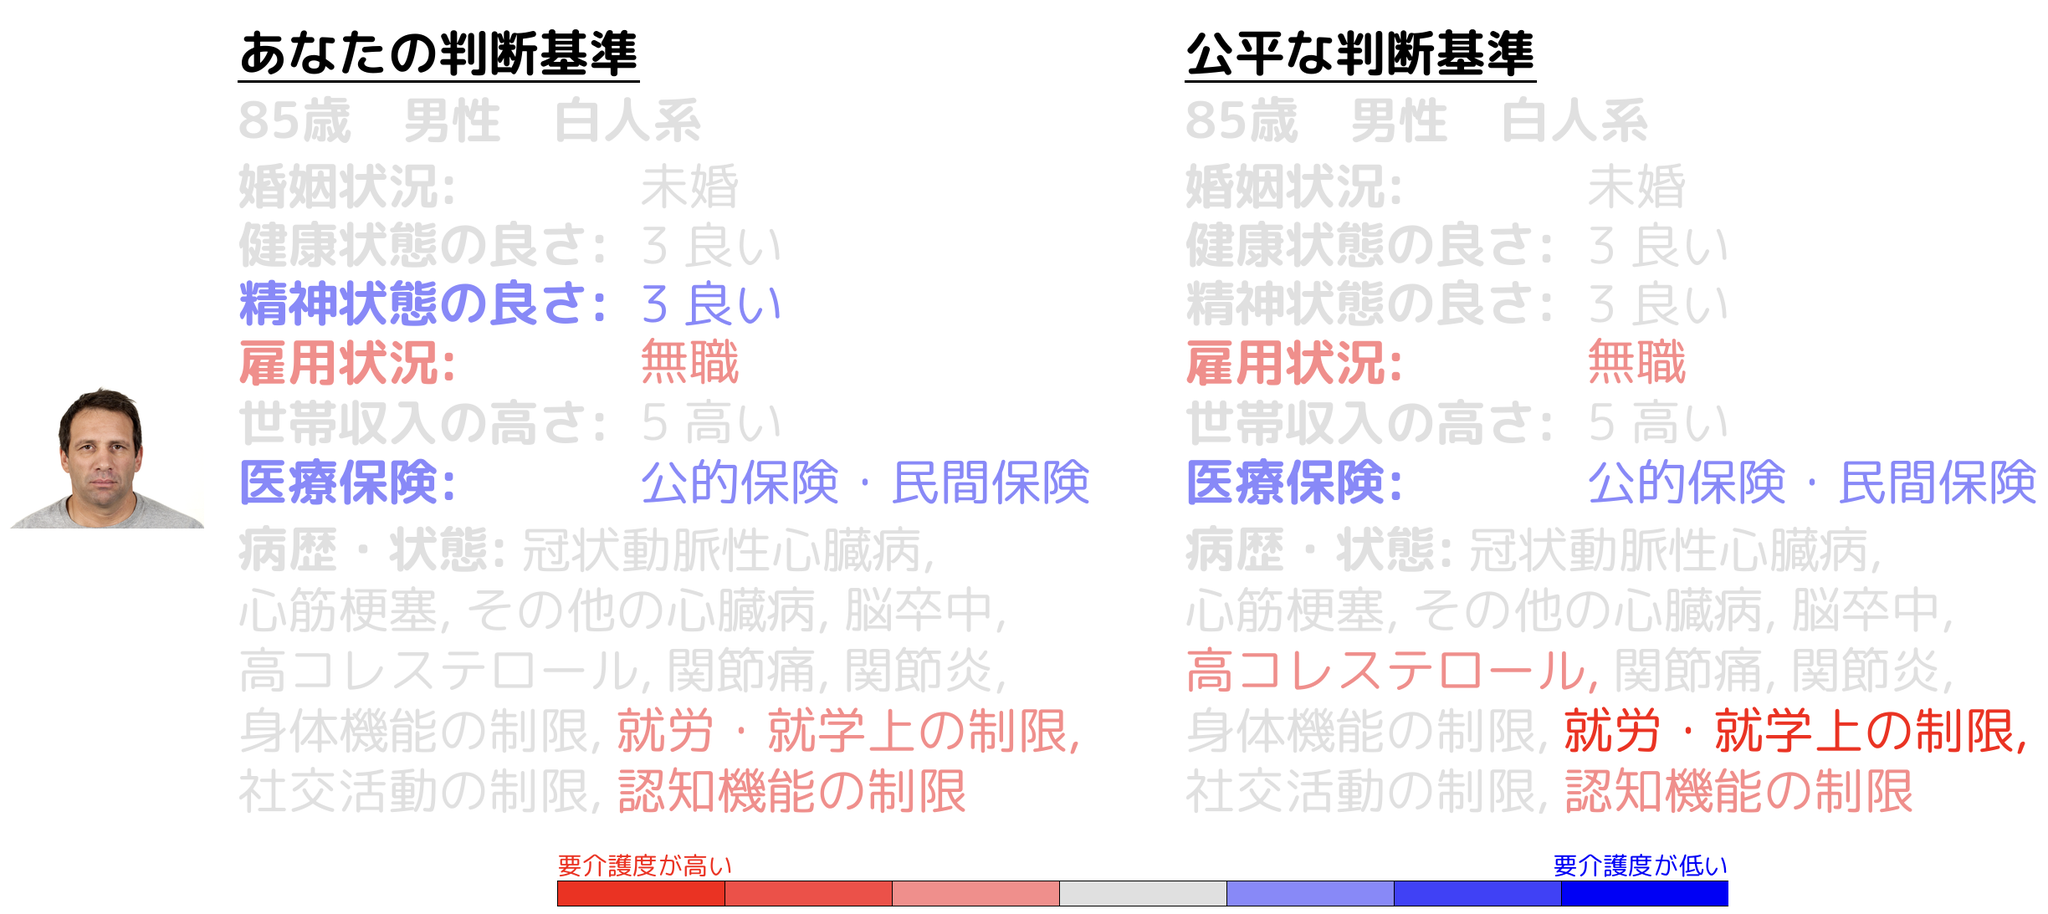 あなたの判断基準
85歳　男性　白人系
婚姻状況: 未婚
健康状態の良さ: 3 良い
精神状態の良さ: 3 良い
雇用状況: 無職
世帯収入の高さ: 5 高い
医療保険: 公的保険・民間保険
病歴・状態: 冠状動脈性心臓病,
心筋梗塞, その他の心臓病, 脳卒中,
高コレステロール, 関節痛, 関節炎,
身体機能の制限, 就労・就学上の制限,
社交活動の制限, 認知機能の制限
公平な判断基準
85歳　男性　白人系
婚姻状況: 未婚
健康状態の良さ: 3 良い
精神状態の良さ: 3 良い
雇用状況: 無職
世帯収入の高さ: 5 高い
医療保険: 公的保険・民間保険
病歴・状態: 冠状動脈性心臓病,
心筋梗塞, その他の心臓病, 脳卒中,
高コレステロール, 関節痛, 関節炎,
身体機能の制限, 就労・就学上の制限,
社交活動の制限, 認知機能の制限
要介護度が高い
要介護度が低い